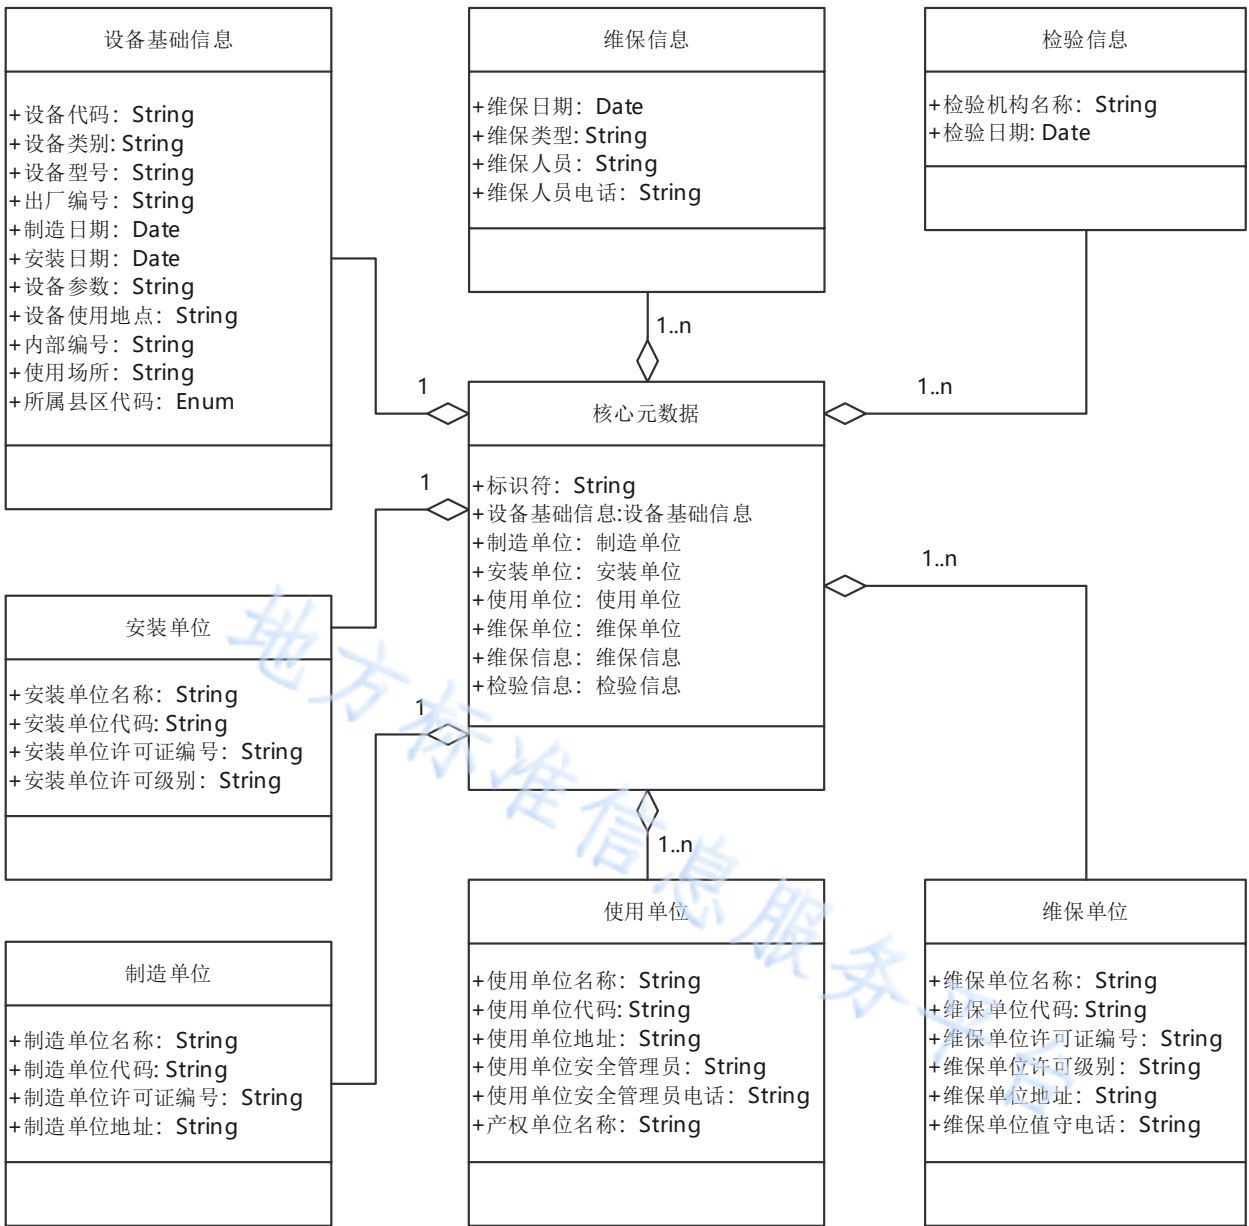 设备基础信息
+设备代码：String
+设备类别: String
+设备型号：String
+出厂编号：String
+制造日期：Date
+安装日期：Date
+设备参数：String
+设备使用地点：String
+内部编号：String
+使用场所：String
+所属县区代码：Enum
维保信息
+维保日期：Date
+维保类型: String
+维保人员：String
+维保人员电话：String
检验信息
+检验机构名称：String
+检验日期: Date
1
1..n
1..n
核心元数据
+标识符：String
+设备基础信息:设备基础信息
+制造单位：制造单位
+安装单位：安装单位
+使用单位：使用单位
+维保单位：维保单位
+维保信息：维保信息
+检验信息：检验信息
1
1..n
安装单位
+安装单位名称：String
+安装单位代码: String
+安装单位许可证编号：String
+安装单位许可级别：String
1
1..n
制造单位
+制造单位名称：String
+制造单位代码: String
+制造单位许可证编号：String
+制造单位地址：String
使用单位
+使用单位名称：String
+使用单位代码: String
+使用单位地址：String
+使用单位安全管理员：String
+使用单位安全管理员电话：String
+产权单位名称：String
维保单位
+维保单位名称：String
+维保单位代码: String
+维保单位许可证编号：String
+维保单位许可级别：String
+维保单位地址：String
+维保单位值守电话：String
地方标准信息服务平台